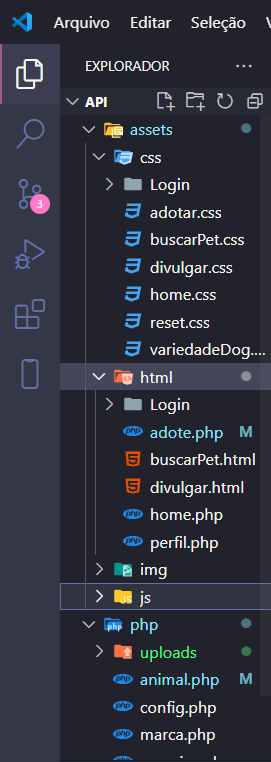 Arquivo Editar Seleção
EXPLORADOR ...
API
assets
css
Login
adotar.css
buscarPet.css
divulgar.css
home.css
reset.css
variedadeDog....
html
Login
adote.php M
buscarPet.html
divulgar.html
home.php
perfil.php
img
js
php
uploads
animal.php M
config.php
marca.php
3